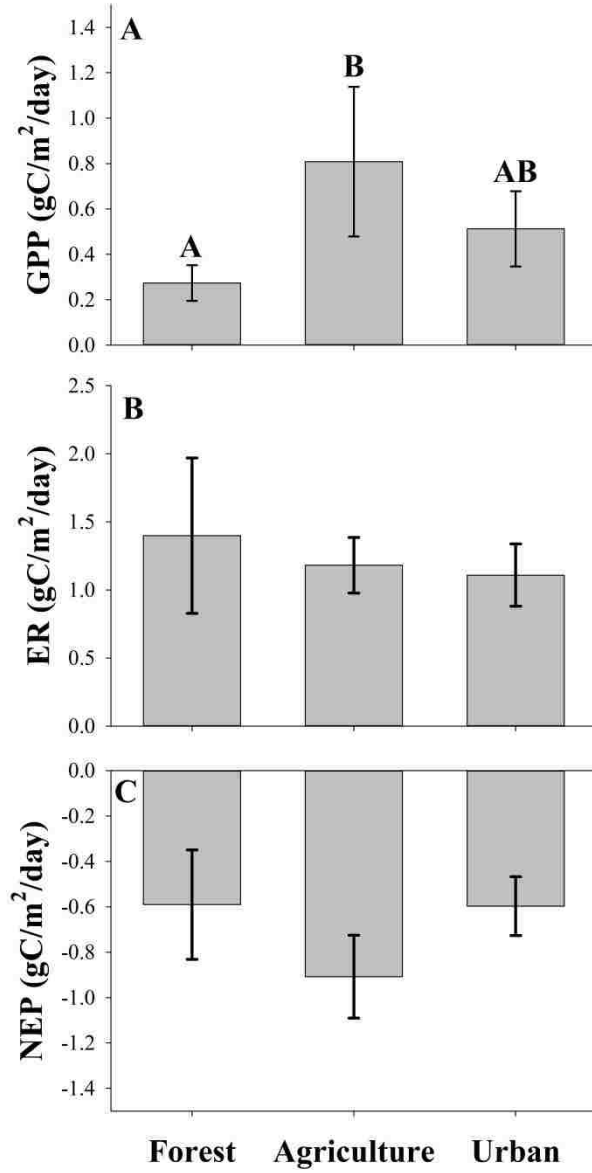 A
GPP (gC/m²/day)
1.4
1.2
1.0
0.8
0.6
0.4
0.2
0.0
A
B
AB
B
ER (gC/m²/day)
2.5
2.0
1.5
1.0
0.5
0.0
C
NEP (gC/m²/day)
0.0
-0.2
-0.4
-0.6
-0.8
-1.0
-1.2
-1.4
Forest Agriculture Urban